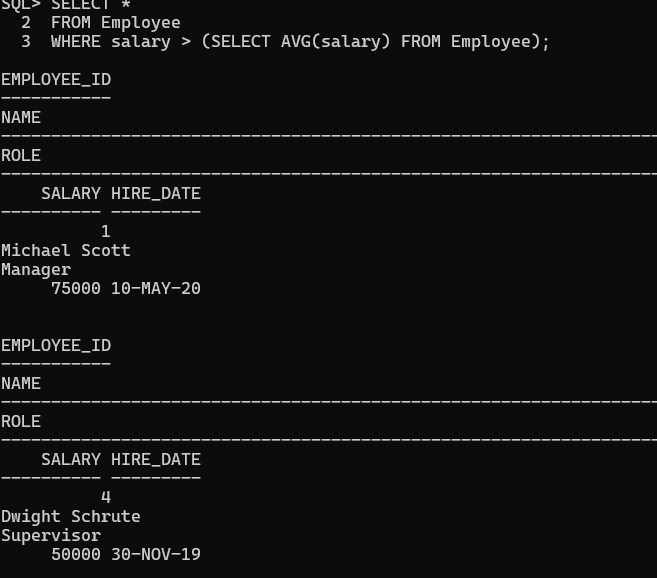 SQL> SELECT *
  2  FROM Employee
  3  WHERE salary > (SELECT AVG(salary) FROM Employee);
EMPLOYEE_ID
-----------
NAME
--------------------------------------------------------------------------------
ROLE
--------------------------------------------------------------------------------
    SALARY HIRE_DATE
---------- ---------
          1
Michael Scott
Manager
     75000 10-MAY-20
EMPLOYEE_ID
-----------
NAME
--------------------------------------------------------------------------------
ROLE
--------------------------------------------------------------------------------
    SALARY HIRE_DATE
---------- ---------
          4
Dwight Schrute
Supervisor
     50000 30-NOV-19